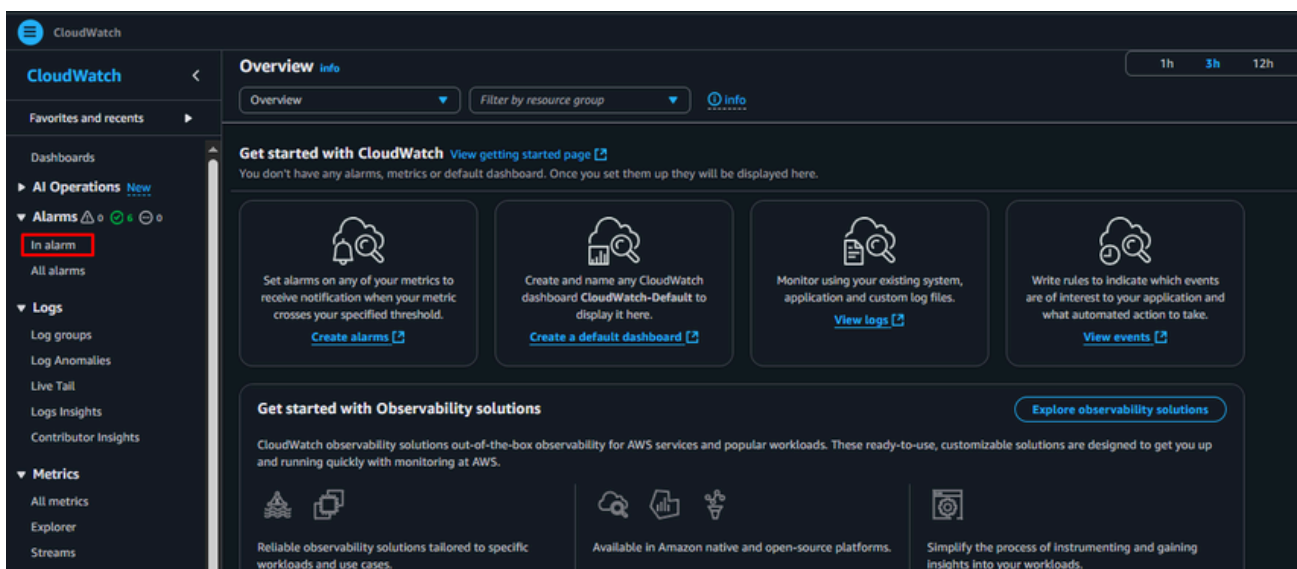 CloudWatch
CloudWatch
Favorites and recents
Dashboards
AI Operations New
Alarms 0 6 0
In alarm
All alarms
Logs
Log groups
Log Anomalies
Live Tail
Logs Insights
Contributor Insights
Metrics
All metrics
Explorer
Streams
Overview info
1h 3h 12h
Overview
Filter by resource group
info
Get started with CloudWatch View getting started page
You don't have any alarms, metrics or default dashboard. Once you set them up they will be displayed here.
Set alarms on any of your metrics to
receive notification when your metric
crosses your specified threshold.
Create alarms
Create and name any CloudWatch
dashboard CloudWatch-Default to
display it here.
Create a default dashboard
Monitor using your existing system,
application and custom log files.
View logs
Write rules to indicate which events
are of interest to your application and
what automated action to take.
View events
Get started with Observability solutions
Explore observability solutions
CloudWatch observability solutions out-of-the-box observability for AWS services and popular workloads. These ready-to-use, customizable solutions are designed to get you up
and running quickly with monitoring at AWS.
Reliable observability solutions tailored to specific
workloads and use cases.
Available in Amazon native and open-source platforms.
Simplify the process of instrumenting and gaining
insights into your workloads.